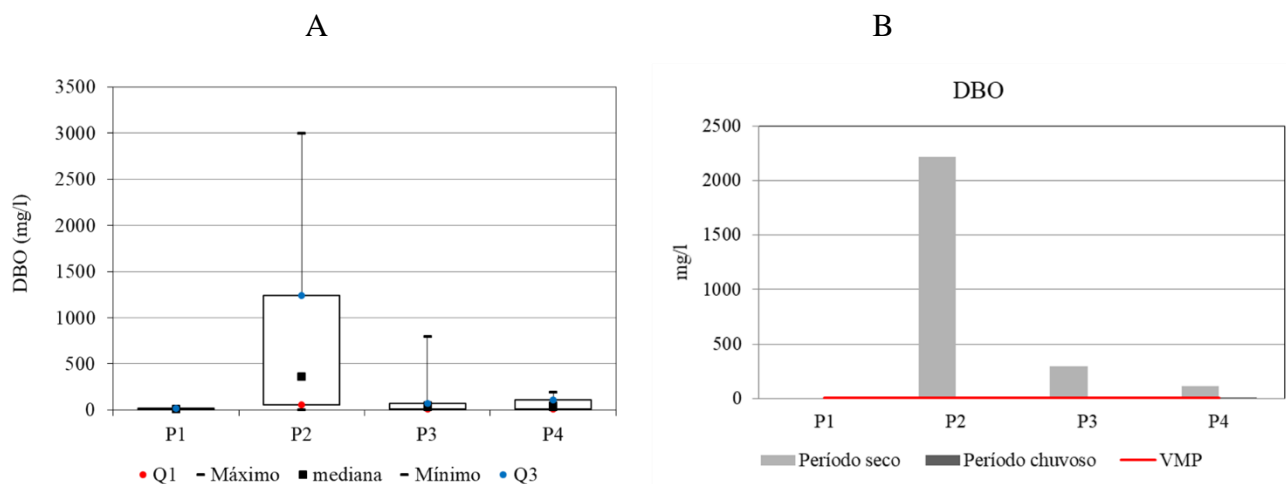 A
B
3500
3000
2500
2000
1500
1000
500
0
DBO (mg/l)
P1 P2 P3 P4
Q1 Máximo mediana Mínimo Q3
DBO
2500
2000
1500
1000
500
0
mg/l
P1 P2 P3 P4
Período seco Período chuvoso VMP